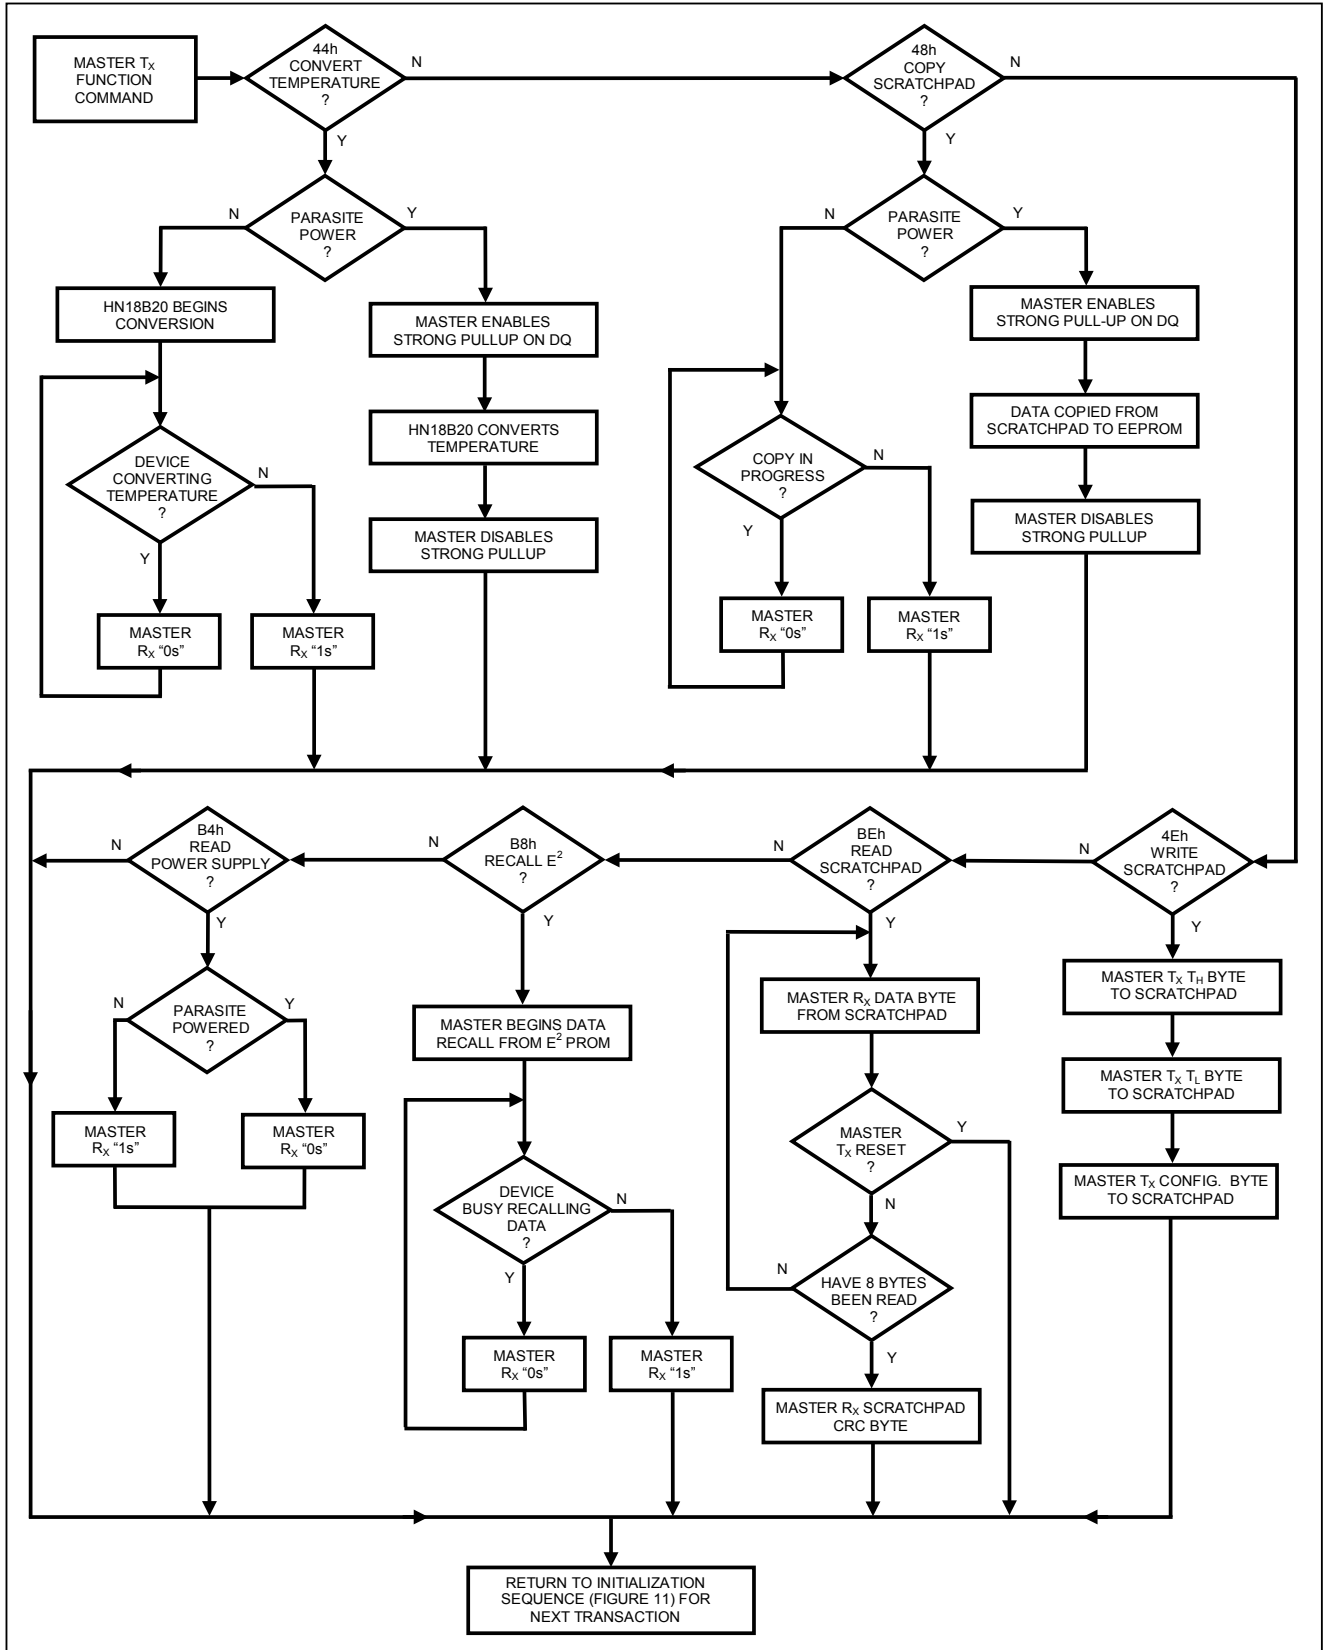 MASTER TX
FUNCTION
COMMAND
44h
CONVERT
TEMPERATURE
?
N
Y
48h
COPY
SCRATCHPAD
?
N
Y
PARASITE
POWER
?
N
Y
HN18B20 BEGINS
CONVERSION
DEVICE
CONVERTING
TEMPERATURE
?
N
Y
MASTER
RX “0s”
MASTER
RX “1s”
MASTER ENABLES
STRONG PULLUP ON DQ
HN18B20 CONVERTS
TEMPERATURE
MASTER DISABLES
STRONG PULLUP
PARASITE
POWER
?
N
Y
COPY IN
PROGRESS
?
N
Y
MASTER
RX “0s”
MASTER
RX “1s”
MASTER ENABLES
STRONG PULL-UP ON DQ
DATA COPIED FROM
SCRATCHPAD TO EEPROM
MASTER DISABLES
STRONG PULLUP
B4h
READ
POWER SUPPLY
?
N
Y
PARASITE
POWERED
?
N
Y
MASTER
RX “1s”
MASTER
RX “0s”
B8h
RECALL E2
?
N
Y
MASTER BEGINS DATA
RECALL FROM E2 PROM
DEVICE
BUSY RECALLING
DATA
?
N
Y
MASTER
RX “0s”
MASTER
RX “1s”
BEh
READ
SCRATCHPAD
?
N
Y
MASTER RX DATA BYTE
FROM SCRATCHPAD
MASTER
TX RESET
?
Y
N
HAVE 8 BYTES
BEEN READ
?
N
Y
MASTER RX SCRATCHPAD
CRC BYTE
4Eh
WRITE
SCRATCHPAD
?
N
Y
MASTER TX TH BYTE
TO SCRATCHPAD
MASTER TX TL BYTE
TO SCRATCHPAD
MASTER TX CONFIG. BYTE
TO SCRATCHPAD
RETURN TO INITIALIZATION
SEQUENCE (FIGURE 11) FOR
NEXT TRANSACTION